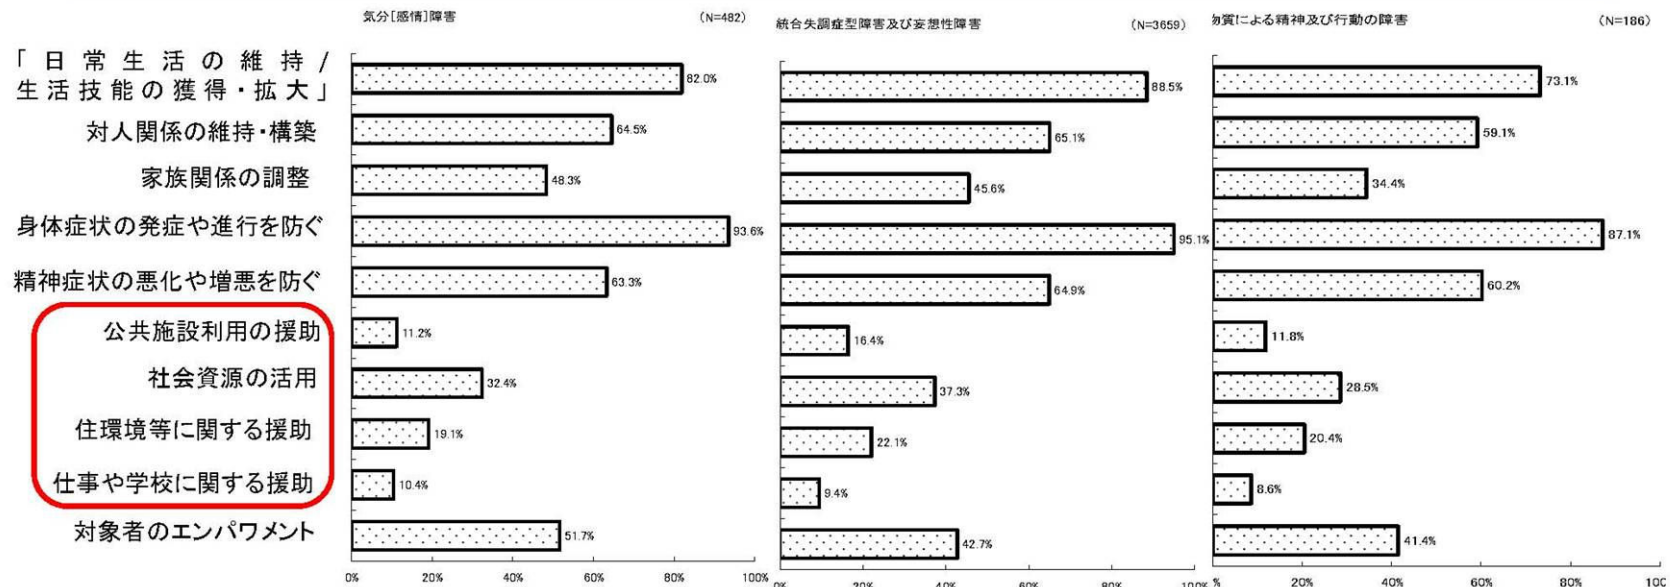 気分[感情]障害 (N=482)
統合失調症型障害及び妄想性障害 (N=3659)
物質による精神及び行動の障害 (N=186)
「日常生活の維持/
生活技能の獲得・拡大」
対人関係の維持・構築
家族関係の調整
身体症状の発症や進行を防ぐ
精神症状の悪化や増悪を防ぐ
公共施設利用の援助
社会資源の活用
住環境等に関する援助
仕事や学校に関する援助
対象者のエンパワメント
82.0%
64.5%
48.3%
93.6%
63.3%
11.2%
32.4%
19.1%
10.4%
51.7%
0% 20% 40% 60% 80% 100%
88.5%
65.1%
45.6%
95.1%
64.9%
16.4%
37.3%
22.1%
9.4%
42.7%
0% 20% 40% 60% 80% 100%
73.1%
59.1%
34.4%
87.1%
60.2%
11.8%
28.5%
20.4%
8.6%
41.4%
% 20% 40% 60% 80% 100